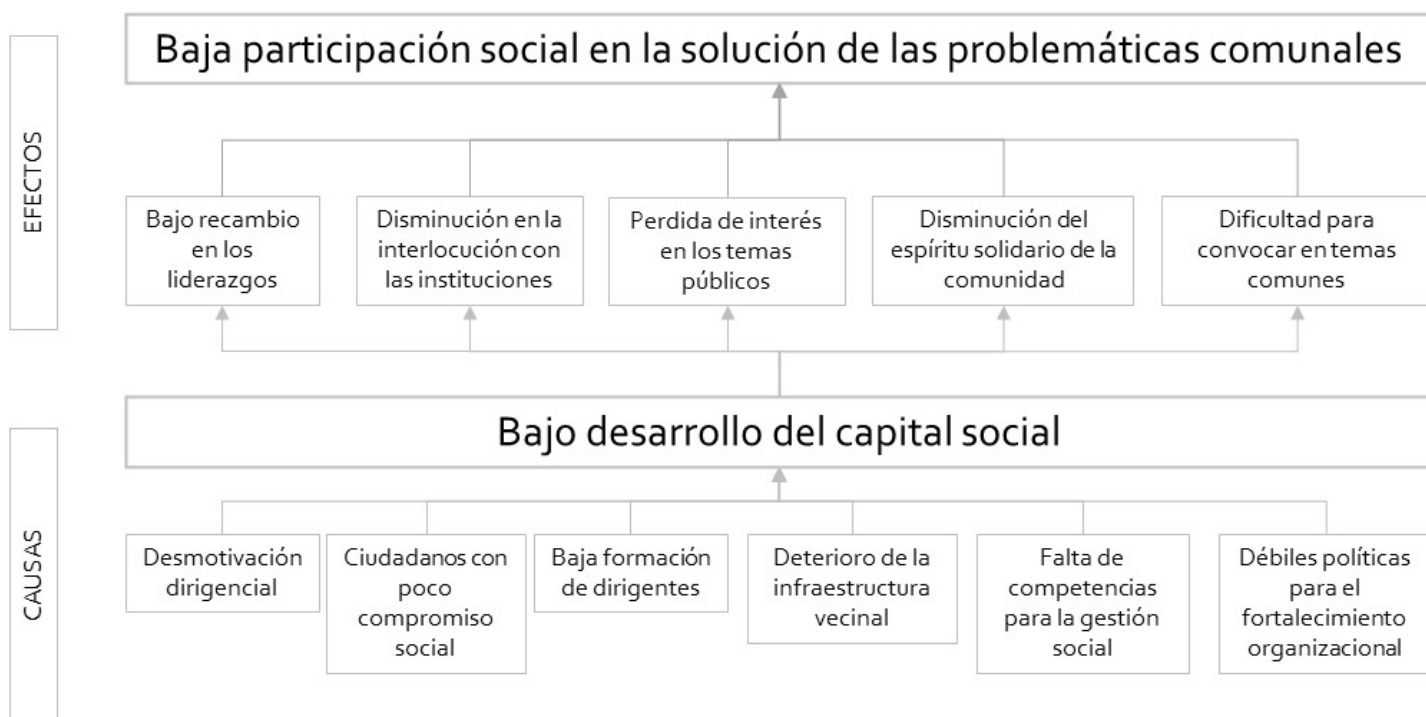 EFECTOS
Baja participación social en la solución de las problemáticas comunales
Bajo recambio
en los
liderazgos
Disminución en la
interlocución con
las instituciones
Perdida de interés
en los temas
públicos
Disminución del
espíritu solidario de la
comunidad
Dificultad para
convocar en temas
comunes
Bajo desarrollo del capital social
CAUSAS
Desmotivación
dirigencial
Ciudadanos con
poco
compromiso
social
Baja formación
de dirigentes
Deterioro de la
infraestructura
vecinal
Falta de
competencias
para la gestión
social
Débiles políticas
para el
fortalecimiento
organizacional